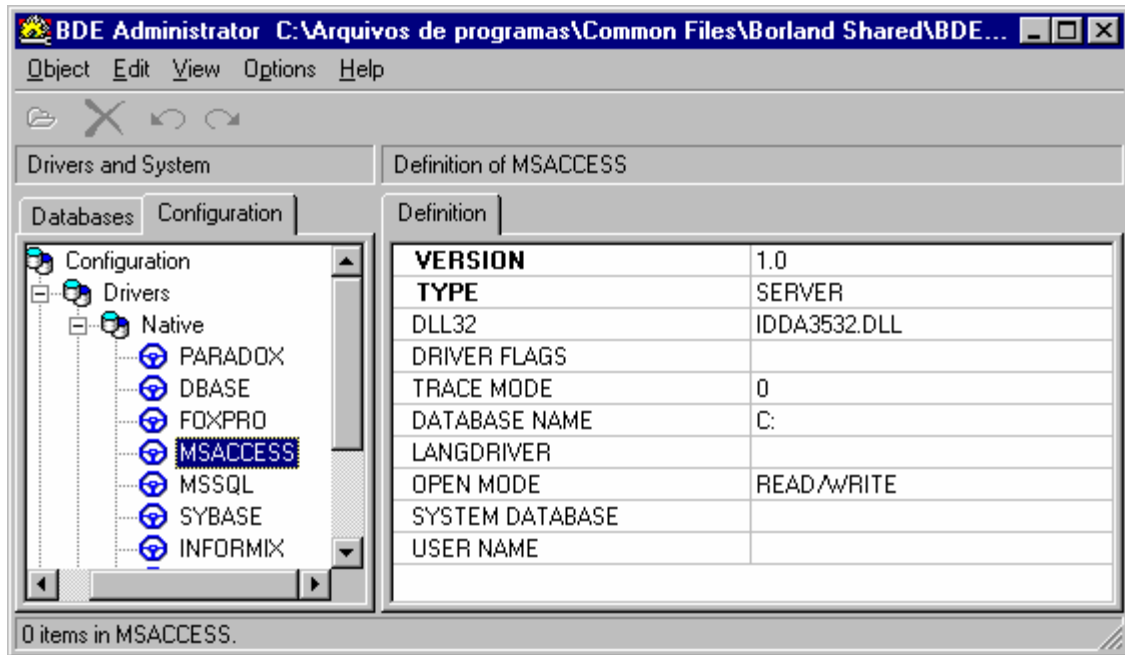 BDE Administrator C:\Arquivos de programas\Common Files\Borland Shared\BDE...
Object Edit View Options Help
Drivers and System
Definition of MSACCESS
Databases Configuration
Definition
Configuration
Drivers
Native
PARADOX
DBASE
FOXPRO
MSACCESS
MSSQL
SYBASE
INFORMIX
VERSION 1.0
TYPE SERVER
DLL32 IDDA3532.DLL
DRIVER FLAGS
TRACE MODE 0
DATABASE NAME C:
LANGDRIVER
OPEN MODE READ/WRITE
SYSTEM DATABASE
USER NAME
0 items in MSACCESS.